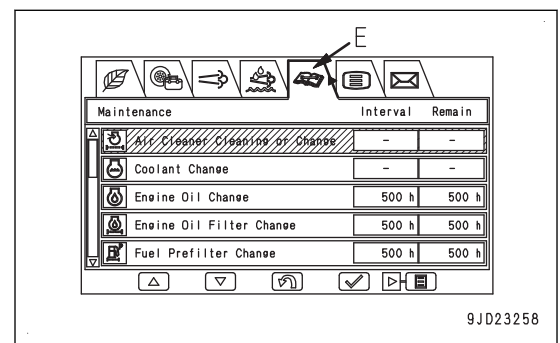 E
Maintenance Interval Remain
Air Cleaner Cleaning or Change - -
Coolant Change - -
Engine Oil Change 500 h 500 h
Engine Oil Filter Change 500 h 500 h
Fuel Prefilter Change 500 h 500 h
9JD23258